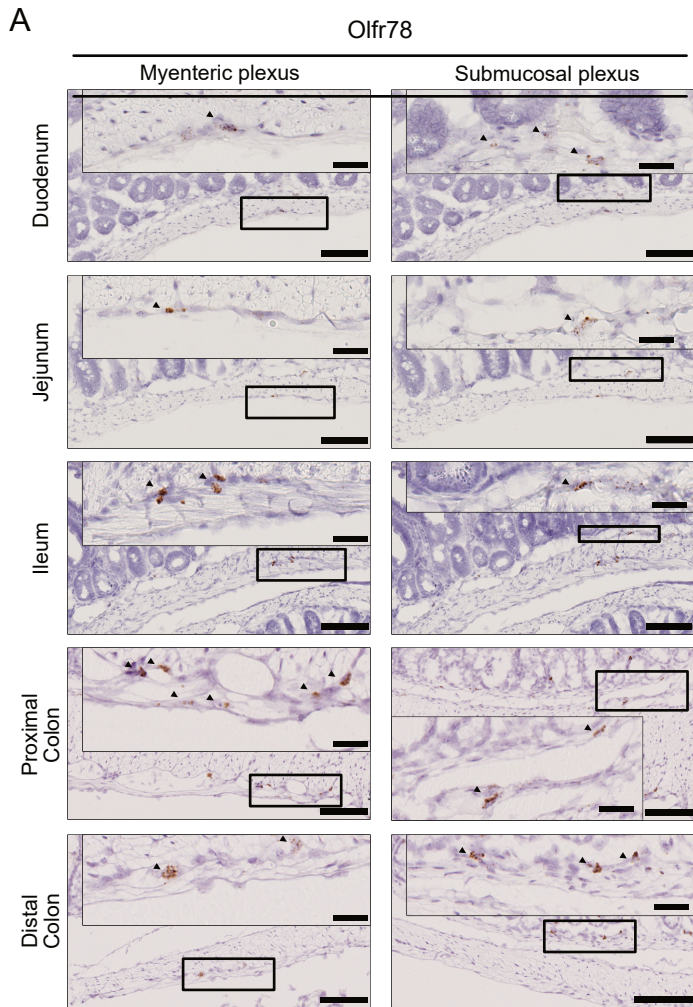 A
Olfr78
Myenteric plexus
Submucosal plexus
Duodenum
Jejunum
Ileum
Proximal
Colon
Distal
Colon